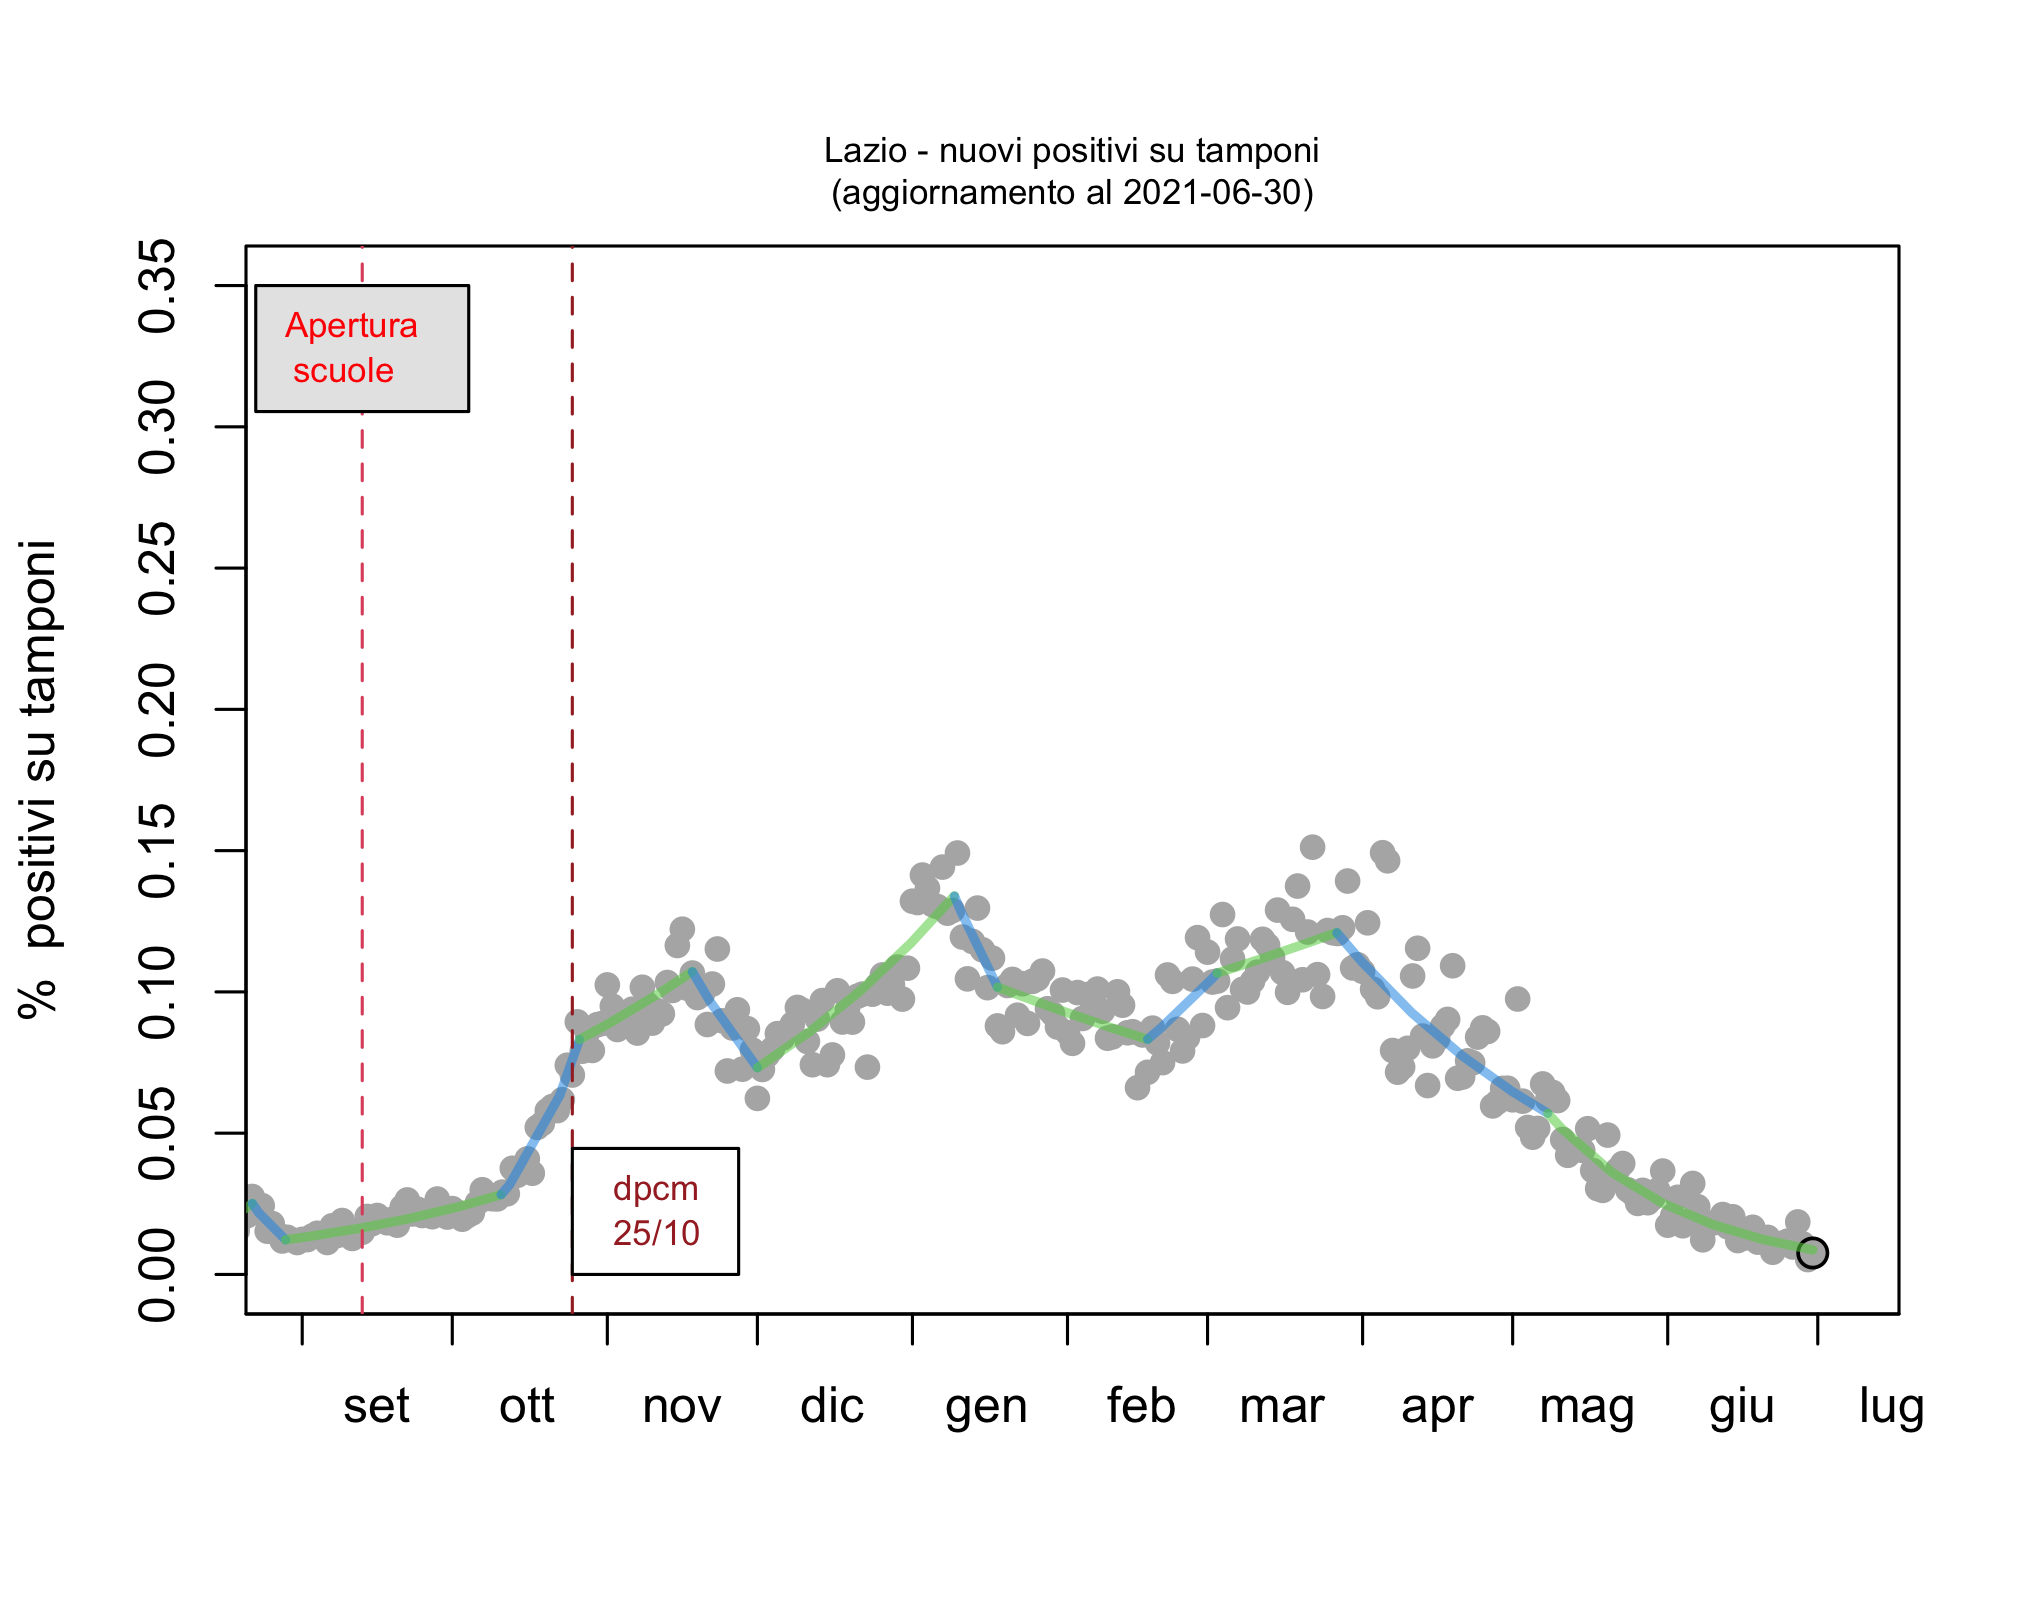 Lazio - nuovi positivi su tamponi
(aggiornamento al 2021-06-30)
% positivi su tamponi
0.35
0.30
0.25
0.20
0.15
0.10
0.05
0.00
Apertura
scuole
dpcm
25/10
set ott nov dic gen feb mar apr mag giu lug